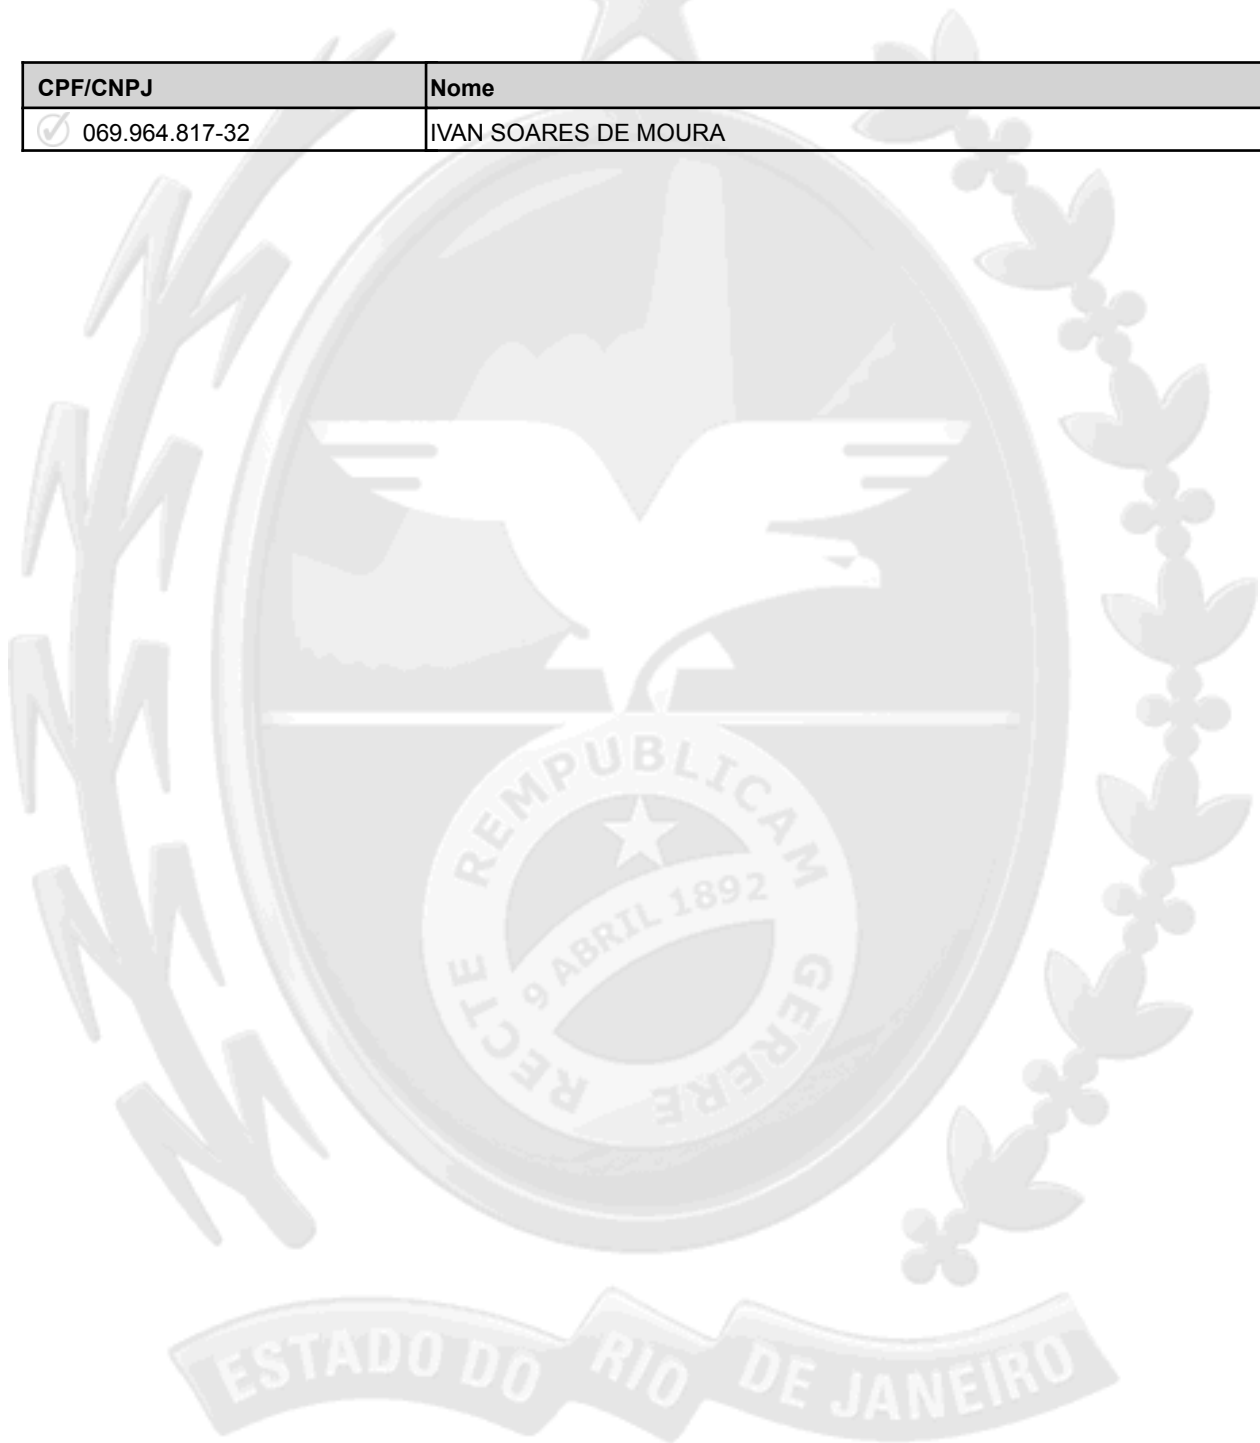 CPF/CNPJ Nome
069.964.817-32 IVAN SOARES DE MOURA
REMPUBLICAM
9 ABRIL 1892
RECTE GERERE
ESTADO DO RIO DE JANEIRO